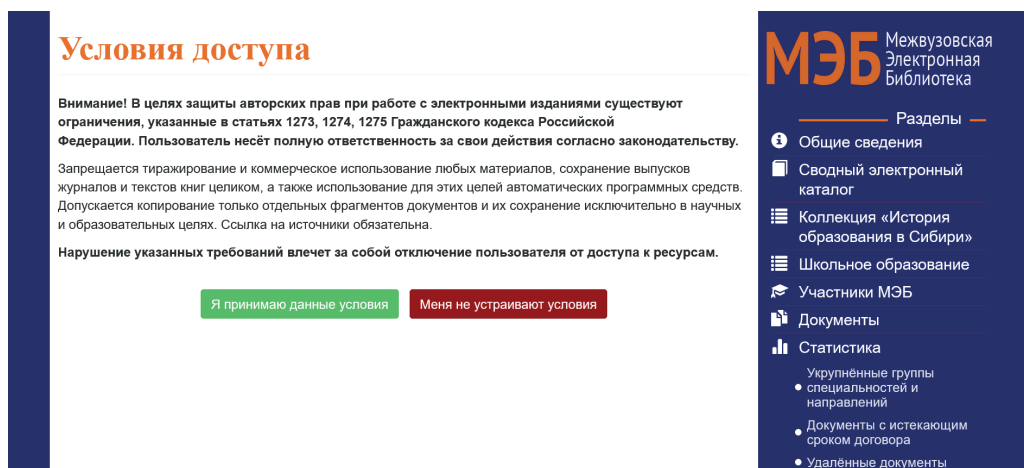 Условия доступа
Внимание! В целях защиты авторских прав при работе с электронными изданиями существуют
ограничения, указанные в статьях 1273, 1274, 1275 Гражданского кодекса Российской
Федерации. Пользователь несёт полную ответственность за свои действия согласно законодательству.
Запрещается тиражирование и коммерческое использование любых материалов, сохранение выпусков
журналов и текстов книг целиком, а также использование для этих целей автоматических программных средств.
Допускается копирование только отдельных фрагментов документов и их сохранение исключительно в научных
и образовательных целях. Ссылка на источники обязательна.
Нарушение указанных требований влечет за собой отключение пользователя от доступа к ресурсам.
Я принимаю данные условия
Меня не устраивают условия
МЭБ
Межвузовская
Электронная
Библиотека
Разделы
Общие сведения
Сводный электронный
каталог
Коллекция «История
образования в Сибири»
Школьное образование
Участники МЭБ
Документы
Статистика
Укрупнённые группы
специальностей и
направлений
Документы с истекающим
сроком договора
Удалённые документы